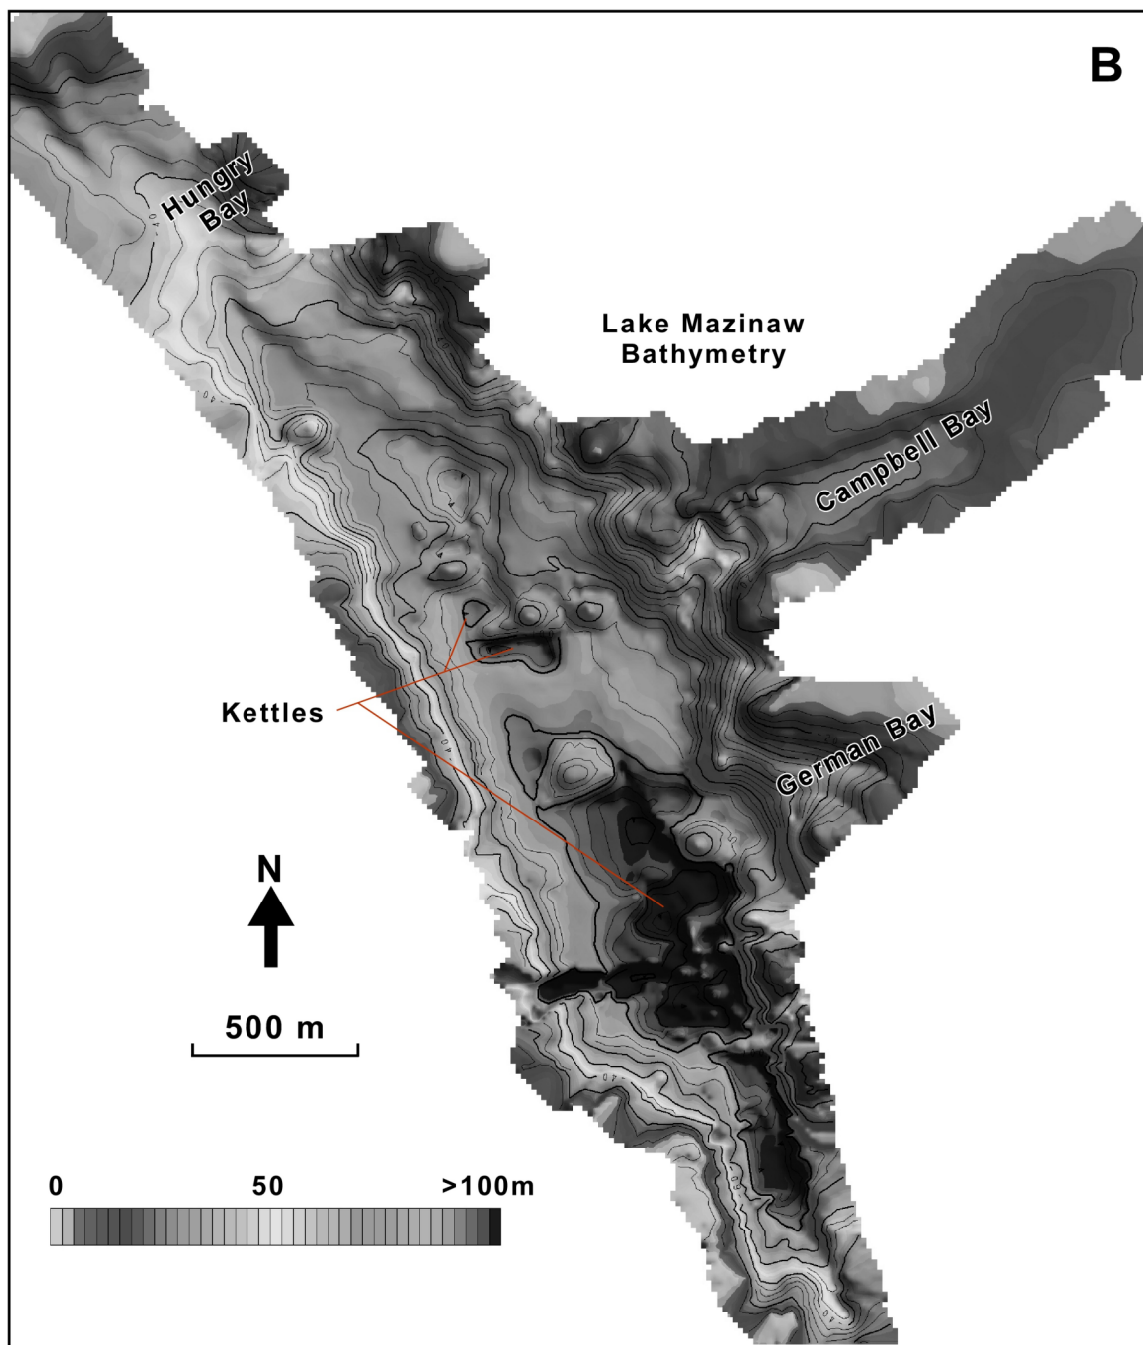 B
Hungry
Bay
Lake Mazinaw
Bathymetry
Campbell Bay
Kettles
German Bay
N
500 m
0 50 >100m